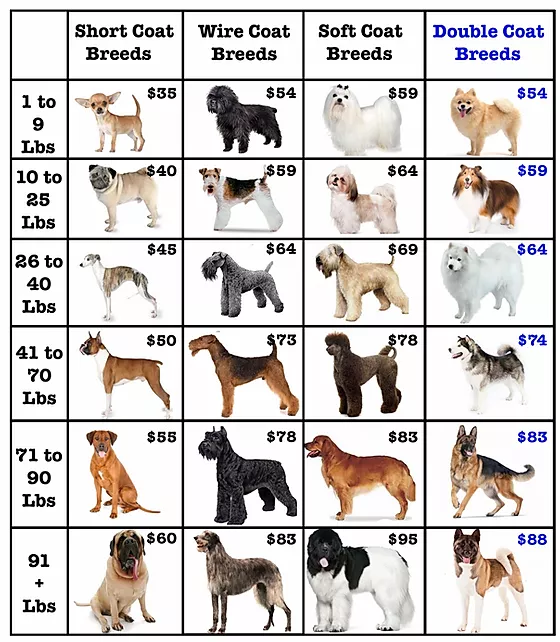 Short Coat Breeds
Wire Coat Breeds
Soft Coat Breeds
Double Coat Breeds
1 to 9 Lbs
$35
$54
$59
$54
10 to 25 Lbs
$40
$59
$64
$59
26 to 40 Lbs
$45
$64
$69
$64
41 to 70 Lbs
$50
$73
$78
$74
71 to 90 Lbs
$55
$78
$83
$83
91 + Lbs
$60
$83
$95
$88